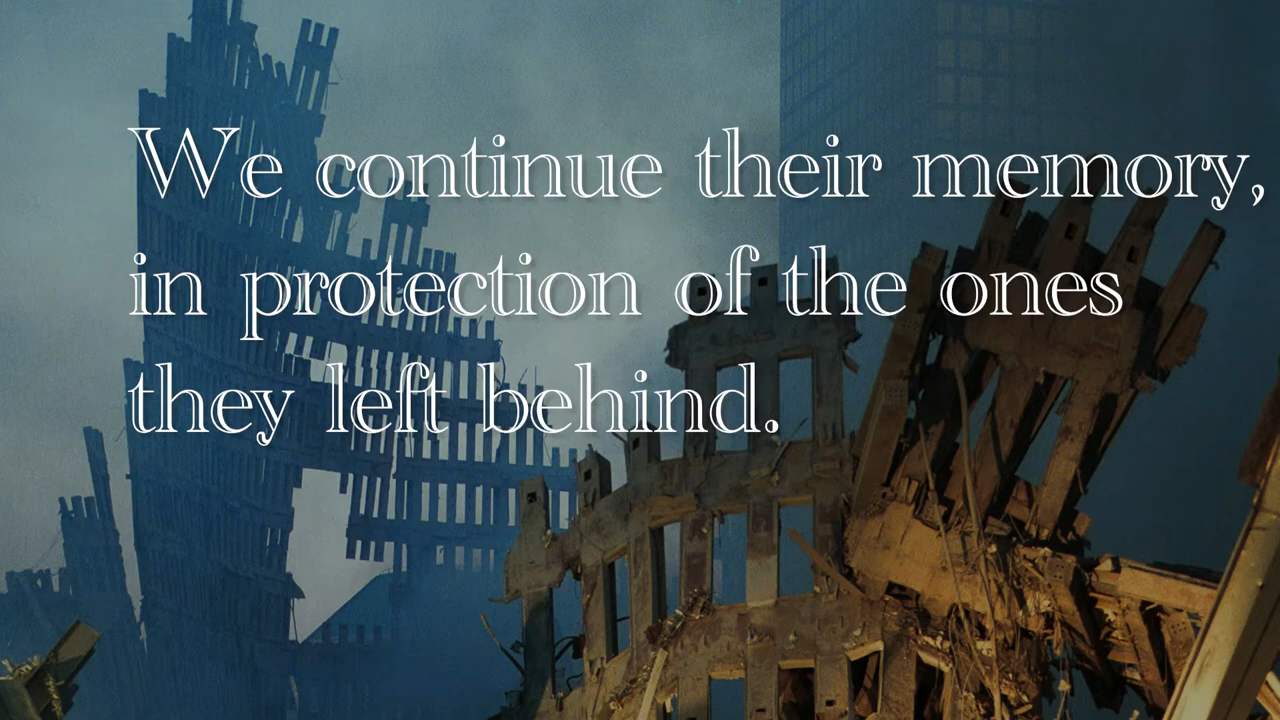 We continue their memory,
in protection of the ones
they left behind.